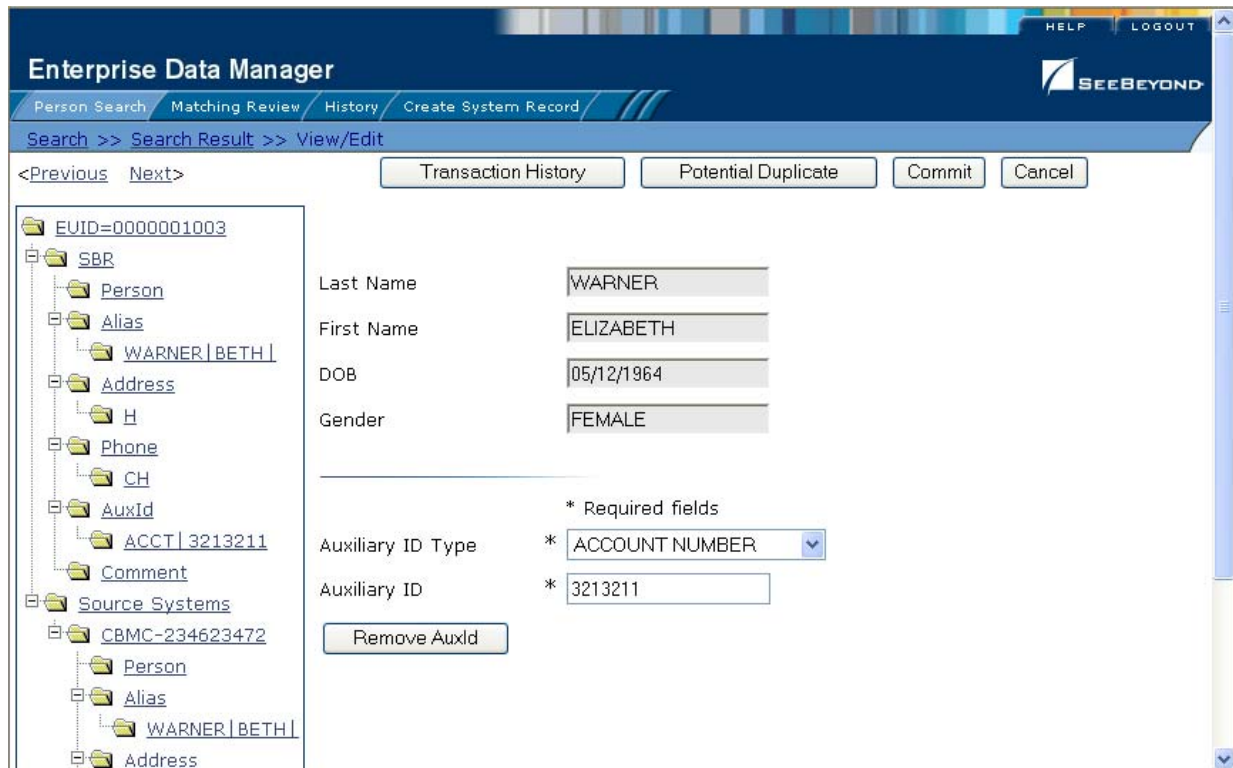 HELP LOGOUT
Enterprise Data Manager
SEEBEYOND
Person Search Matching Review History Create System Record
Search >> Search Result >> View/Edit
<Previous Next>
Transaction History Potential Duplicate Commit Cancel
EUID=0000001003
SBR
Person
Alias
WARNER|BETH|
Address
H
Phone
CH
AuxId
ACCT|3213211
Comment
Source Systems
CBMC-234623472
Person
Alias
WARNER|BETH|
Address
Last Name WARNER
First Name ELIZABETH
DOB 05/12/1964
Gender FEMALE
* Required fields
Auxiliary ID Type * ACCOUNT NUMBER
Auxiliary ID * 3213211
Remove AuxId